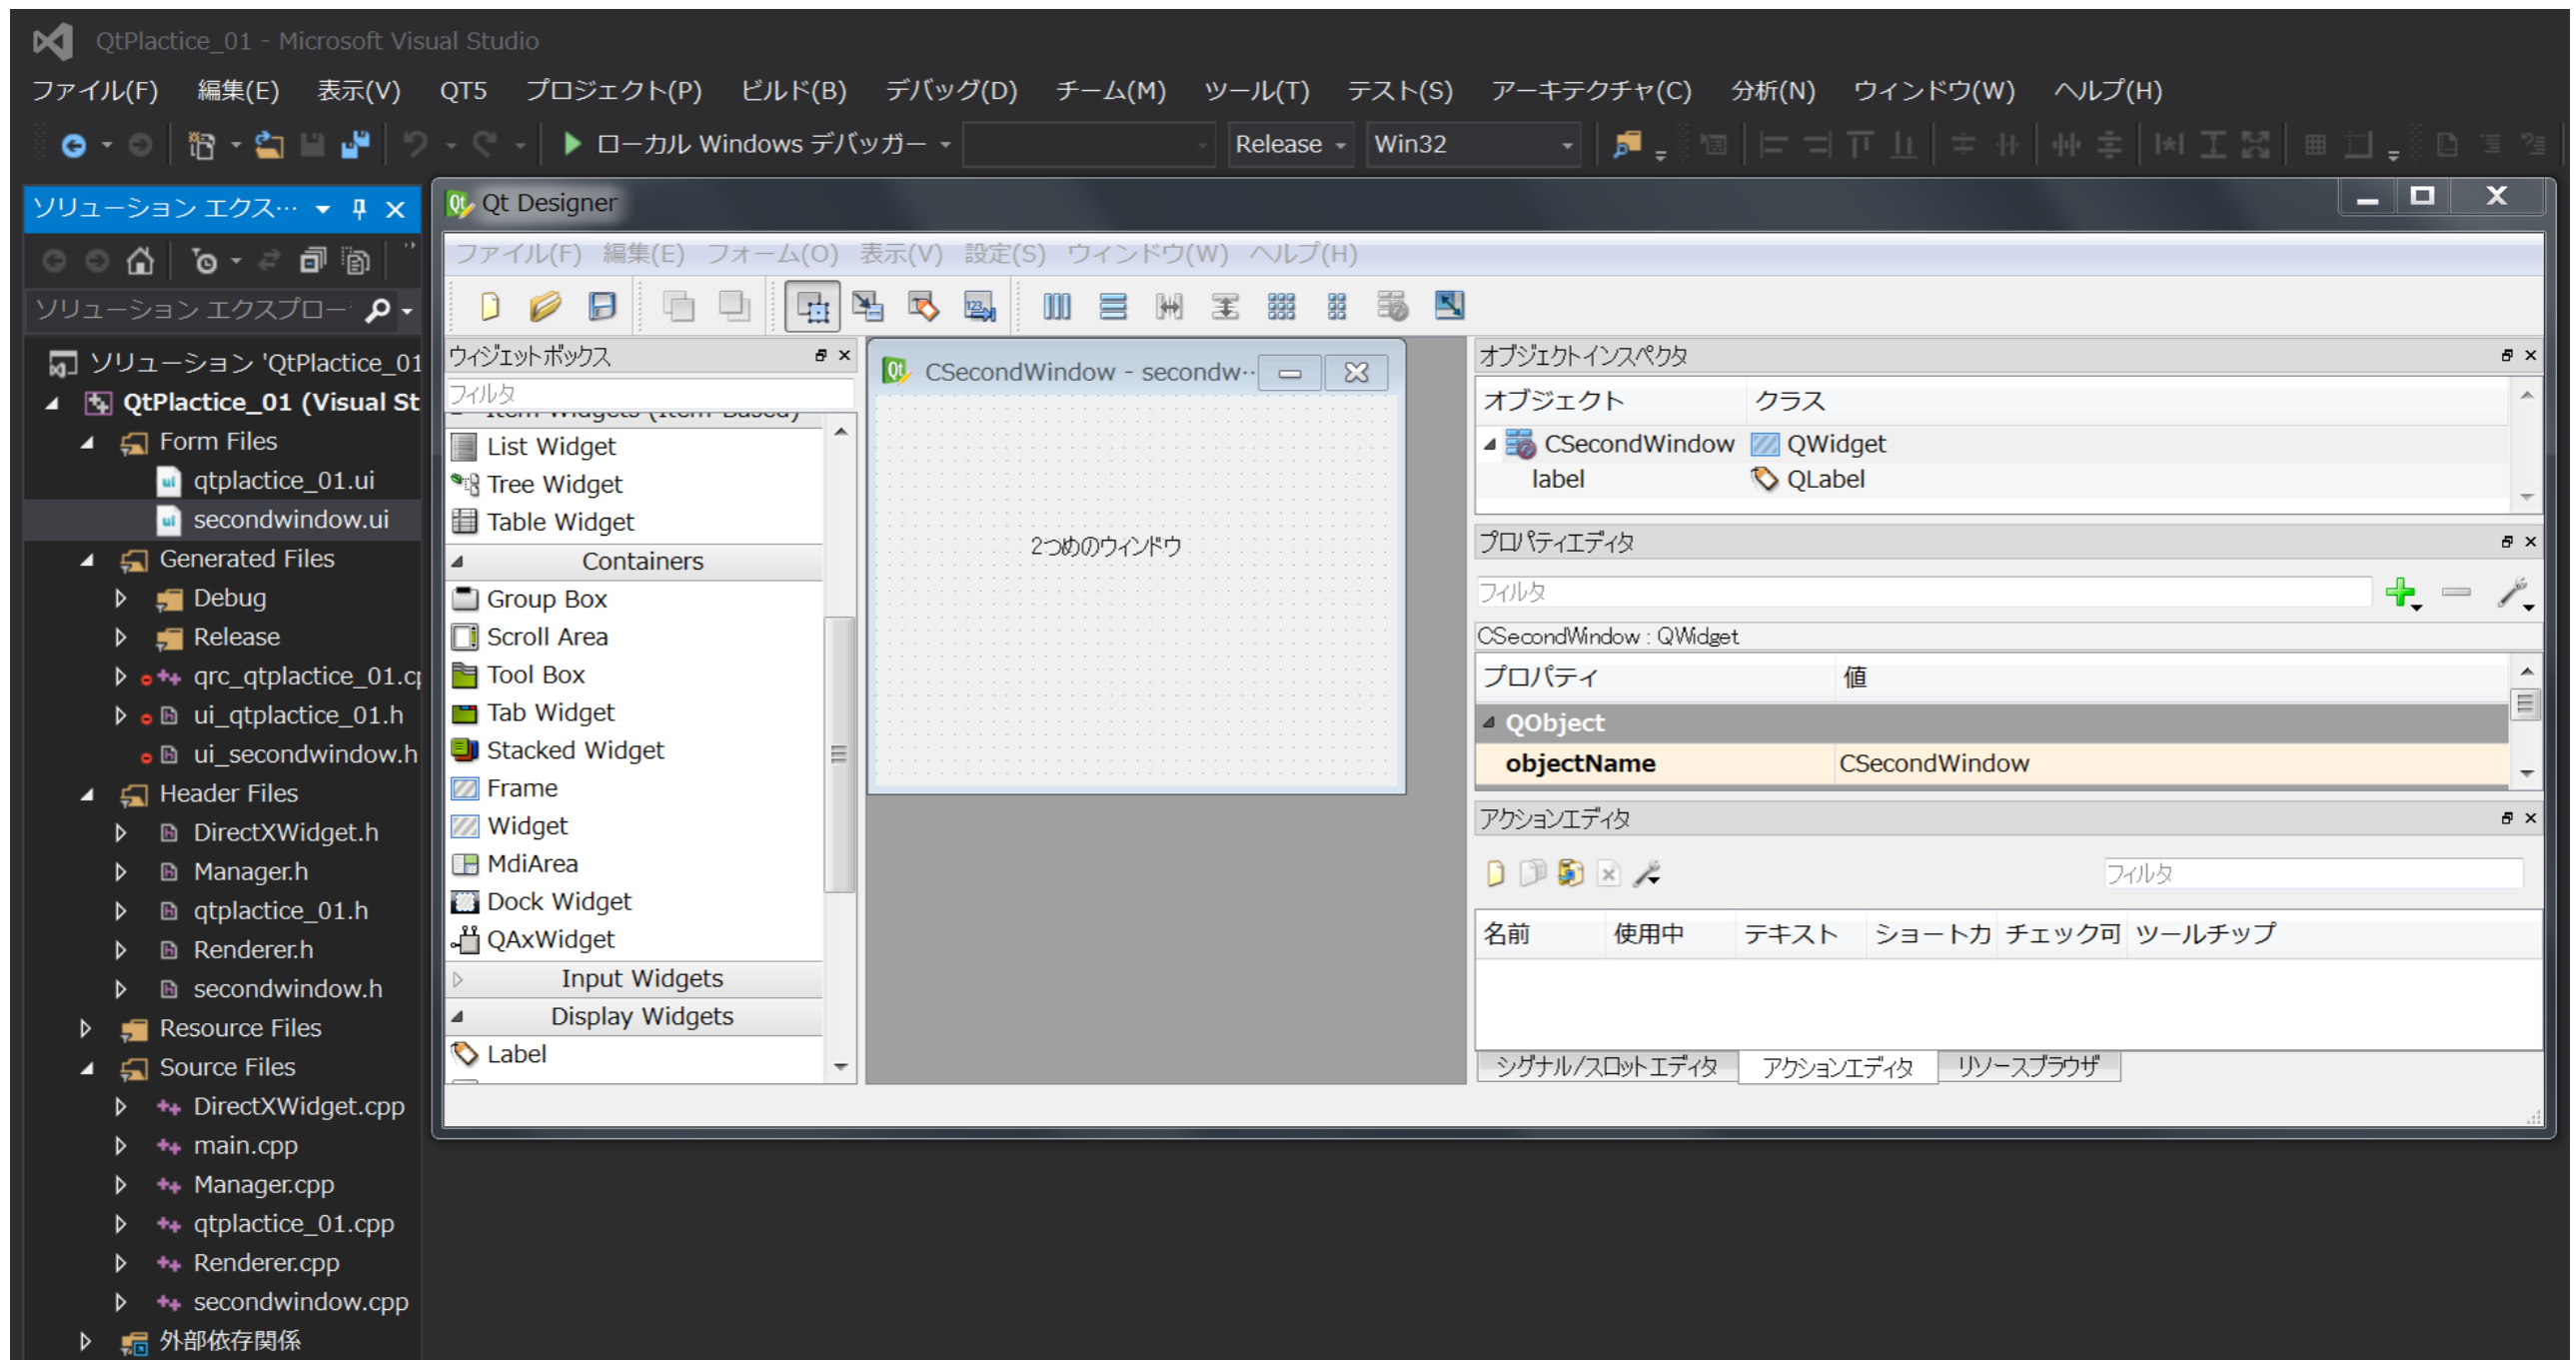 QtPlactice_01 - Microsoft Visual Studio
ファイル(F) 編集(E) 表示(V) QT5 プロジェクト(P) ビルド(B) デバッグ(D) チーム(M) ツール(T) テスト(S) アーキテクチャ(C) 分析(N) ウィンドウ(W) ヘルプ(H)
ローカル Windows デバッガー Release Win32
ソリューション エクス…
ソリューション エクスプロー
ソリューション 'QtPlactice_01
QtPlactice_01 (Visual St
Form Files
qtplactice_01.ui
secondwindow.ui
Generated Files
Debug
Release
qrc_qtplactice_01.cp
ui_qtplactice_01.h
ui_secondwindow.h
Header Files
DirectXWidget.h
Manager.h
qtplactice_01.h
Renderer.h
secondwindow.h
Resource Files
Source Files
DirectXWidget.cpp
main.cpp
Manager.cpp
qtplactice_01.cpp
Renderer.cpp
secondwindow.cpp
外部依存関係
Qt Designer
ファイル(F) 編集(E) フォーム(O) 表示(V) 設定(S) ウィンドウ(W) ヘルプ(H)
ウィジェットボックス
フィルタ
Item Widgets (Item-Based)
List Widget
Tree Widget
Table Widget
Containers
Group Box
Scroll Area
Tool Box
Tab Widget
Stacked Widget
Frame
Widget
MdiArea
Dock Widget
QAxWidget
Input Widgets
Display Widgets
Label
CSecondWindow - secondw…
2つめのウィンドウ
オブジェクトインスペクタ
オブジェクト クラス
CSecondWindow QWidget
label QLabel
プロパティエディタ
フィルタ
CSecondWindow : QWidget
プロパティ 値
QObject
objectName CSecondWindow
アクションエディタ
フィルタ
名前 使用中 テキスト ショートカ チェック可 ツールチップ
シグナル/スロットエディタ アクションエディタ リソースブラウザ